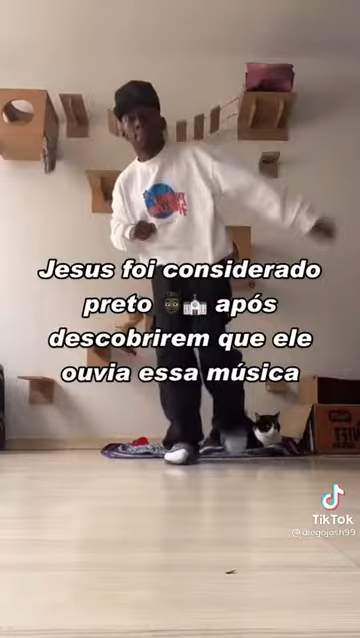 Jesus foi considerado
preto 🗿⛪ após
descobrirem que ele
ouvia essa música
TikTok
@diegojosh99